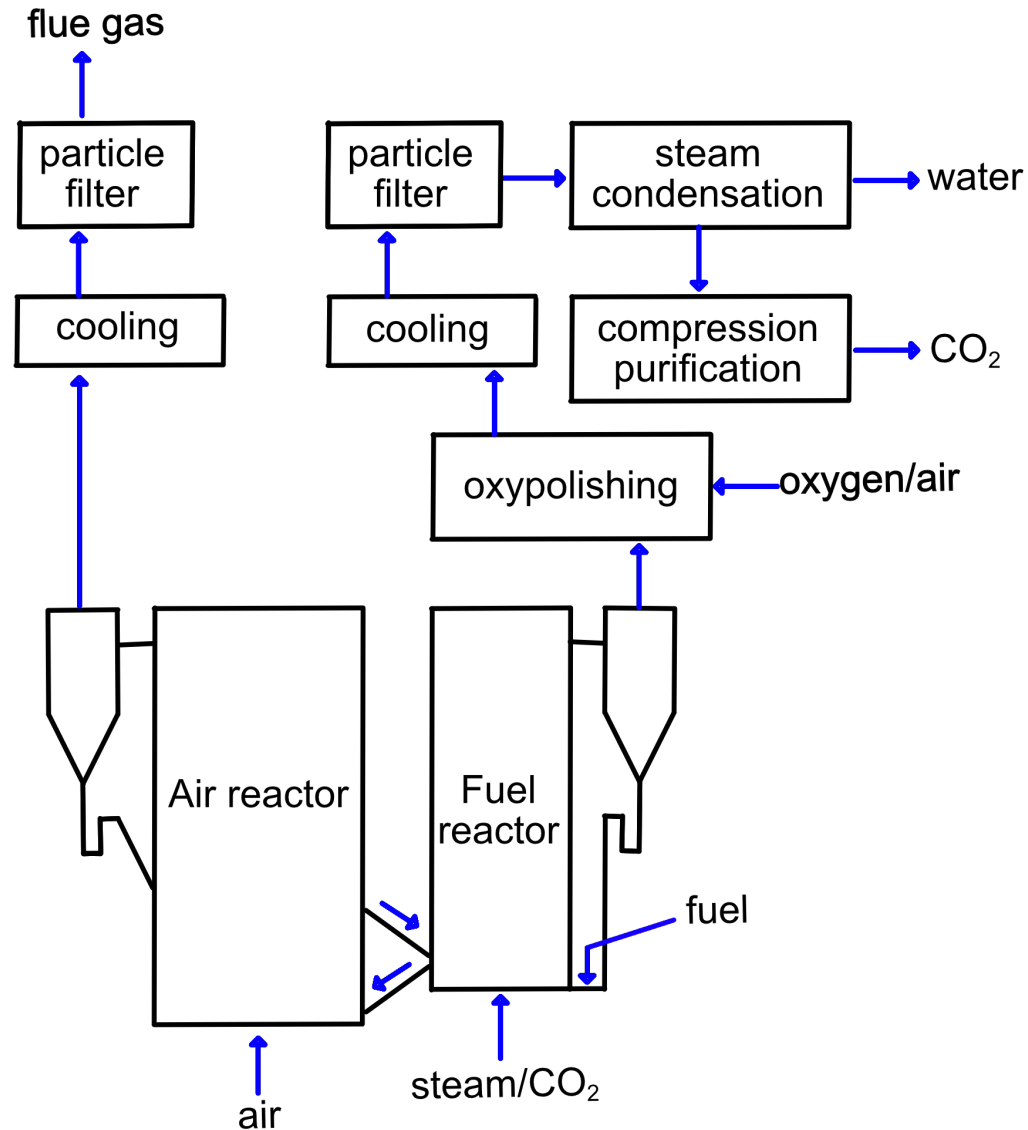 flue gas
particle
filter
particle
filter
steam
condensation
water
cooling
cooling
compression
purification
CO₂
oxypolishing
oxygen/air
Air reactor
Fuel
reactor
fuel
steam/CO₂
air